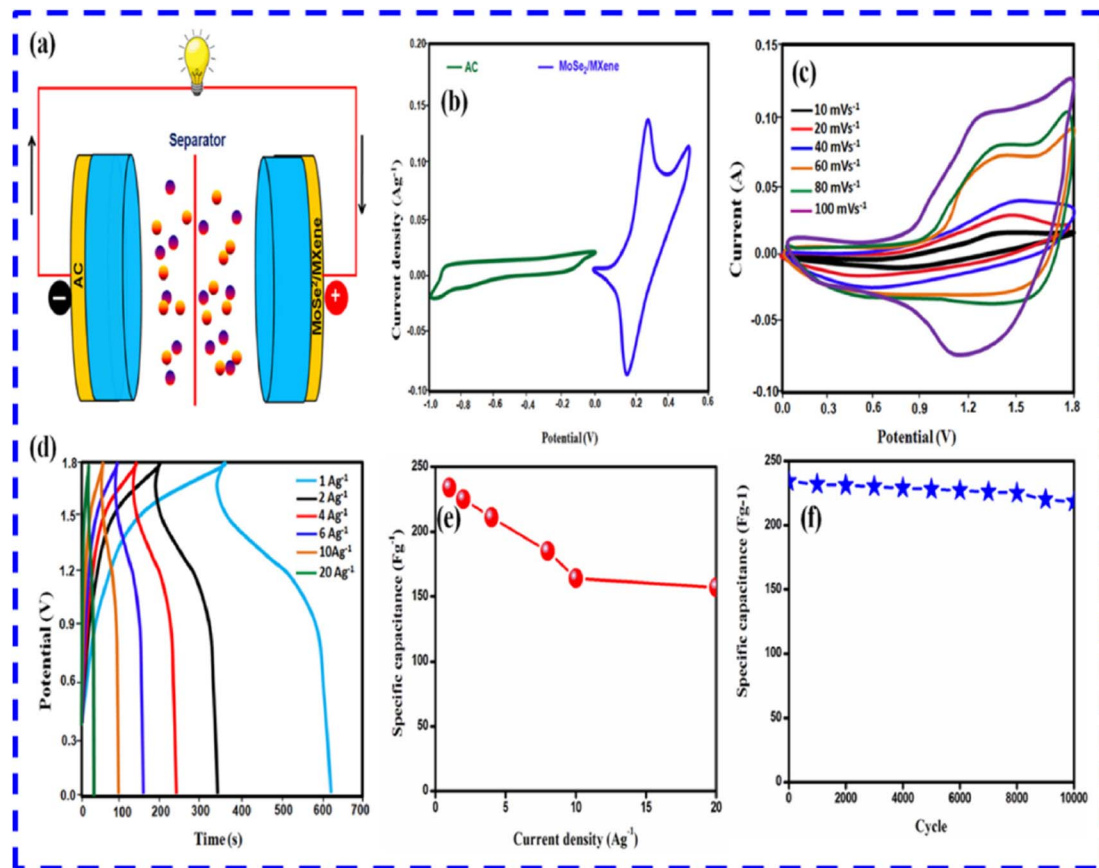 (a)
Separator
AC
MoSe²/MXene
−
+
(b)
AC
MoSe₂/MXene
Current density (Ag⁻¹)
0.20
0.15
0.10
0.05
0.00
-0.05
-0.10
-1.0 -0.8 -0.6 -0.4 -0.2 0.0 0.2 0.4 0.6
Potential (V)
(c)
10 mVs⁻¹
20 mVs⁻¹
40 mVs⁻¹
60 mVs⁻¹
80 mVs⁻¹
100 mVs⁻¹
Current (A)
0.15
0.10
0.05
0.00
-0.05
-0.10
0.0 0.3 0.6 0.9 1.2 1.5 1.8
Potential (V)
(d)
1 Ag⁻¹
2 Ag⁻¹
4 Ag⁻¹
6 Ag⁻¹
10Ag⁻¹
20 Ag⁻¹
Potential (V)
1.8
1.5
1.2
0.9
0.6
0.3
0.0
0 100 200 300 400 500 600 700
Time (s)
(e)
Specific capacitance (Fg⁻¹)
250
200
150
100
50
0
0 5 10 15 20
Current density (Ag⁻¹)
(f)
Specific capacitance (Fg-1)
250
200
150
100
50
0
0 2000 4000 6000 8000 10000
Cycle